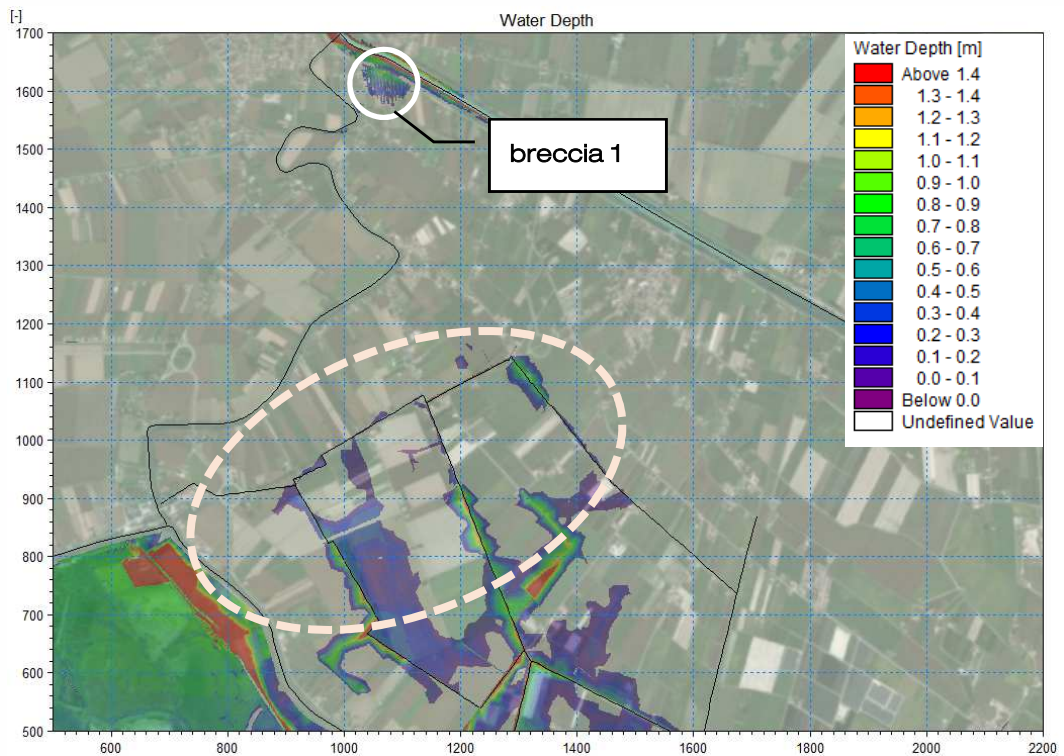 [-]
Water Depth
1700
1600
1500
1400
1300
1200
1100
1000
900
800
700
600
500
600
800
1000
1200
1400
1600
1800
2000
2200
breccia 1
Water Depth [m]
Above 1.4
1.3 - 1.4
1.2 - 1.3
1.1 - 1.2
1.0 - 1.1
0.9 - 1.0
0.8 - 0.9
0.7 - 0.8
0.6 - 0.7
0.5 - 0.6
0.4 - 0.5
0.3 - 0.4
0.2 - 0.3
0.1 - 0.2
0.0 - 0.1
Below 0.0
Undefined Value